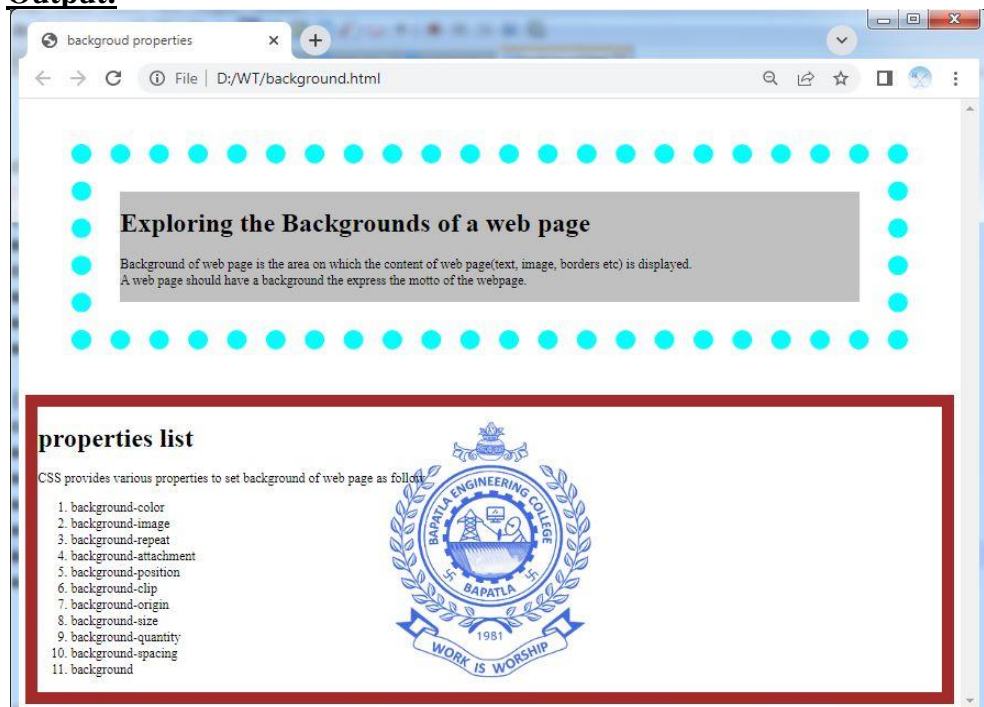 Output:
backgroud properties
File | D:/WT/background.html
Exploring the Backgrounds of a web page
Background of web page is the area on which the content of web page(text, image, borders etc) is displayed.
A web page should have a background the express the motto of the webpage.
properties list
CSS provides various properties to set background of web page as follow
1. background-color
2. background-image
3. background-repeat
4. background-attachment
5. background-position
6. background-clip
7. background-origin
8. background-size
9. background-quantity
10. background-spacing
11. background
BAPATLA ENGINEERING COLLEGE
BAPATLA
1981
WORK IS WORSHIP